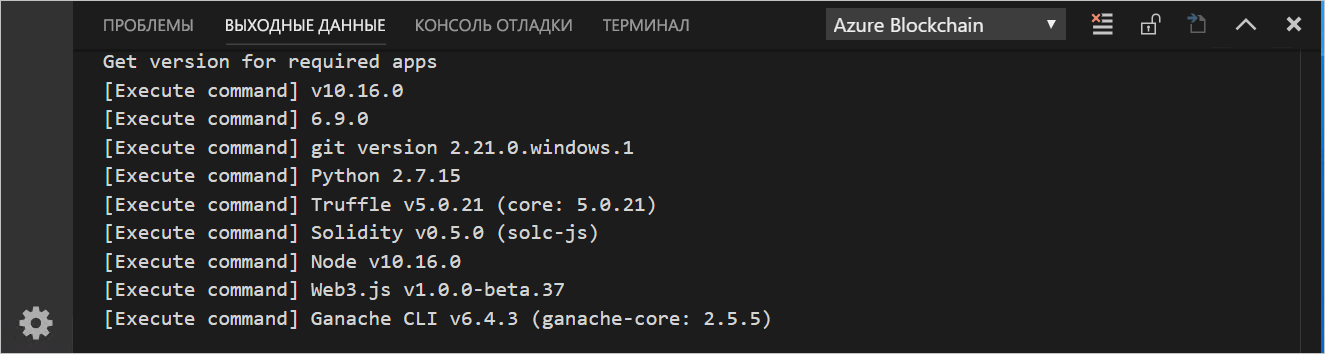 ПРОБЛЕМЫ ВЫХОДНЫЕ ДАННЫЕ КОНСОЛЬ ОТЛАДКИ ТЕРМИНАЛ Azure Blockchain
Get version for required apps
[Execute command] v10.16.0
[Execute command] 6.9.0
[Execute command] git version 2.21.0.windows.1
[Execute command] Python 2.7.15
[Execute command] Truffle v5.0.21 (core: 5.0.21)
[Execute command] Solidity v0.5.0 (solc-js)
[Execute command] Node v10.16.0
[Execute command] Web3.js v1.0.0-beta.37
[Execute command] Ganache CLI v6.4.3 (ganache-core: 2.5.5)